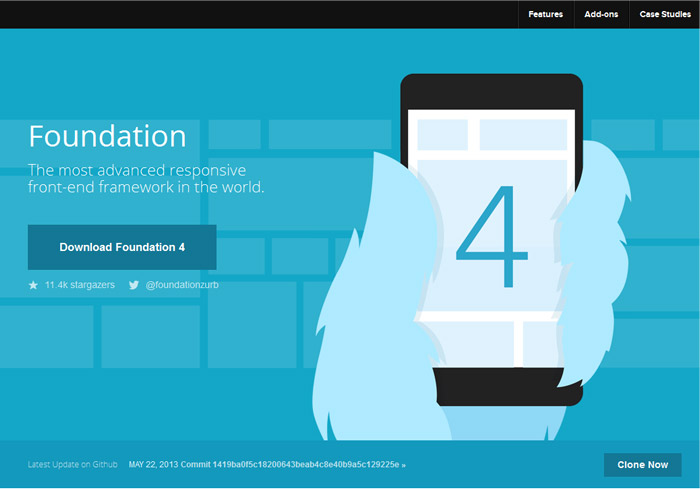 Features Add-ons Case Studies
Foundation
The most advanced responsive
front-end framework in the world.
4
Download Foundation 4
11.4k stargazers @foundationzurb
Latest Update on Github MAY 22, 2013 Commit 1419ba0f5c18200643beab4c8e40b9a5c129225e »
Clone Now